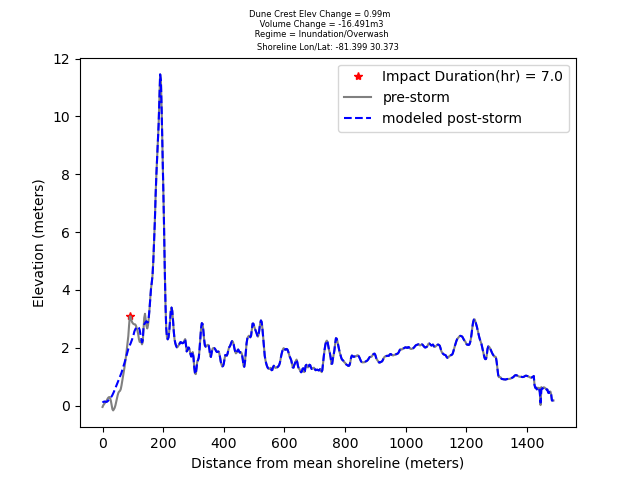 Dune Crest Elev Change = 0.99m
Volume Change = -16.491m3
Regime = Inundation/Overwash
Shoreline Lon/Lat: -81.399 30.373
Impact Duration(hr) = 7.0
pre-storm
modeled post-storm
Elevation (meters)
12
10
8
6
4
2
0
0 200 400 600 800 1000 1200 1400
Distance from mean shoreline (meters)